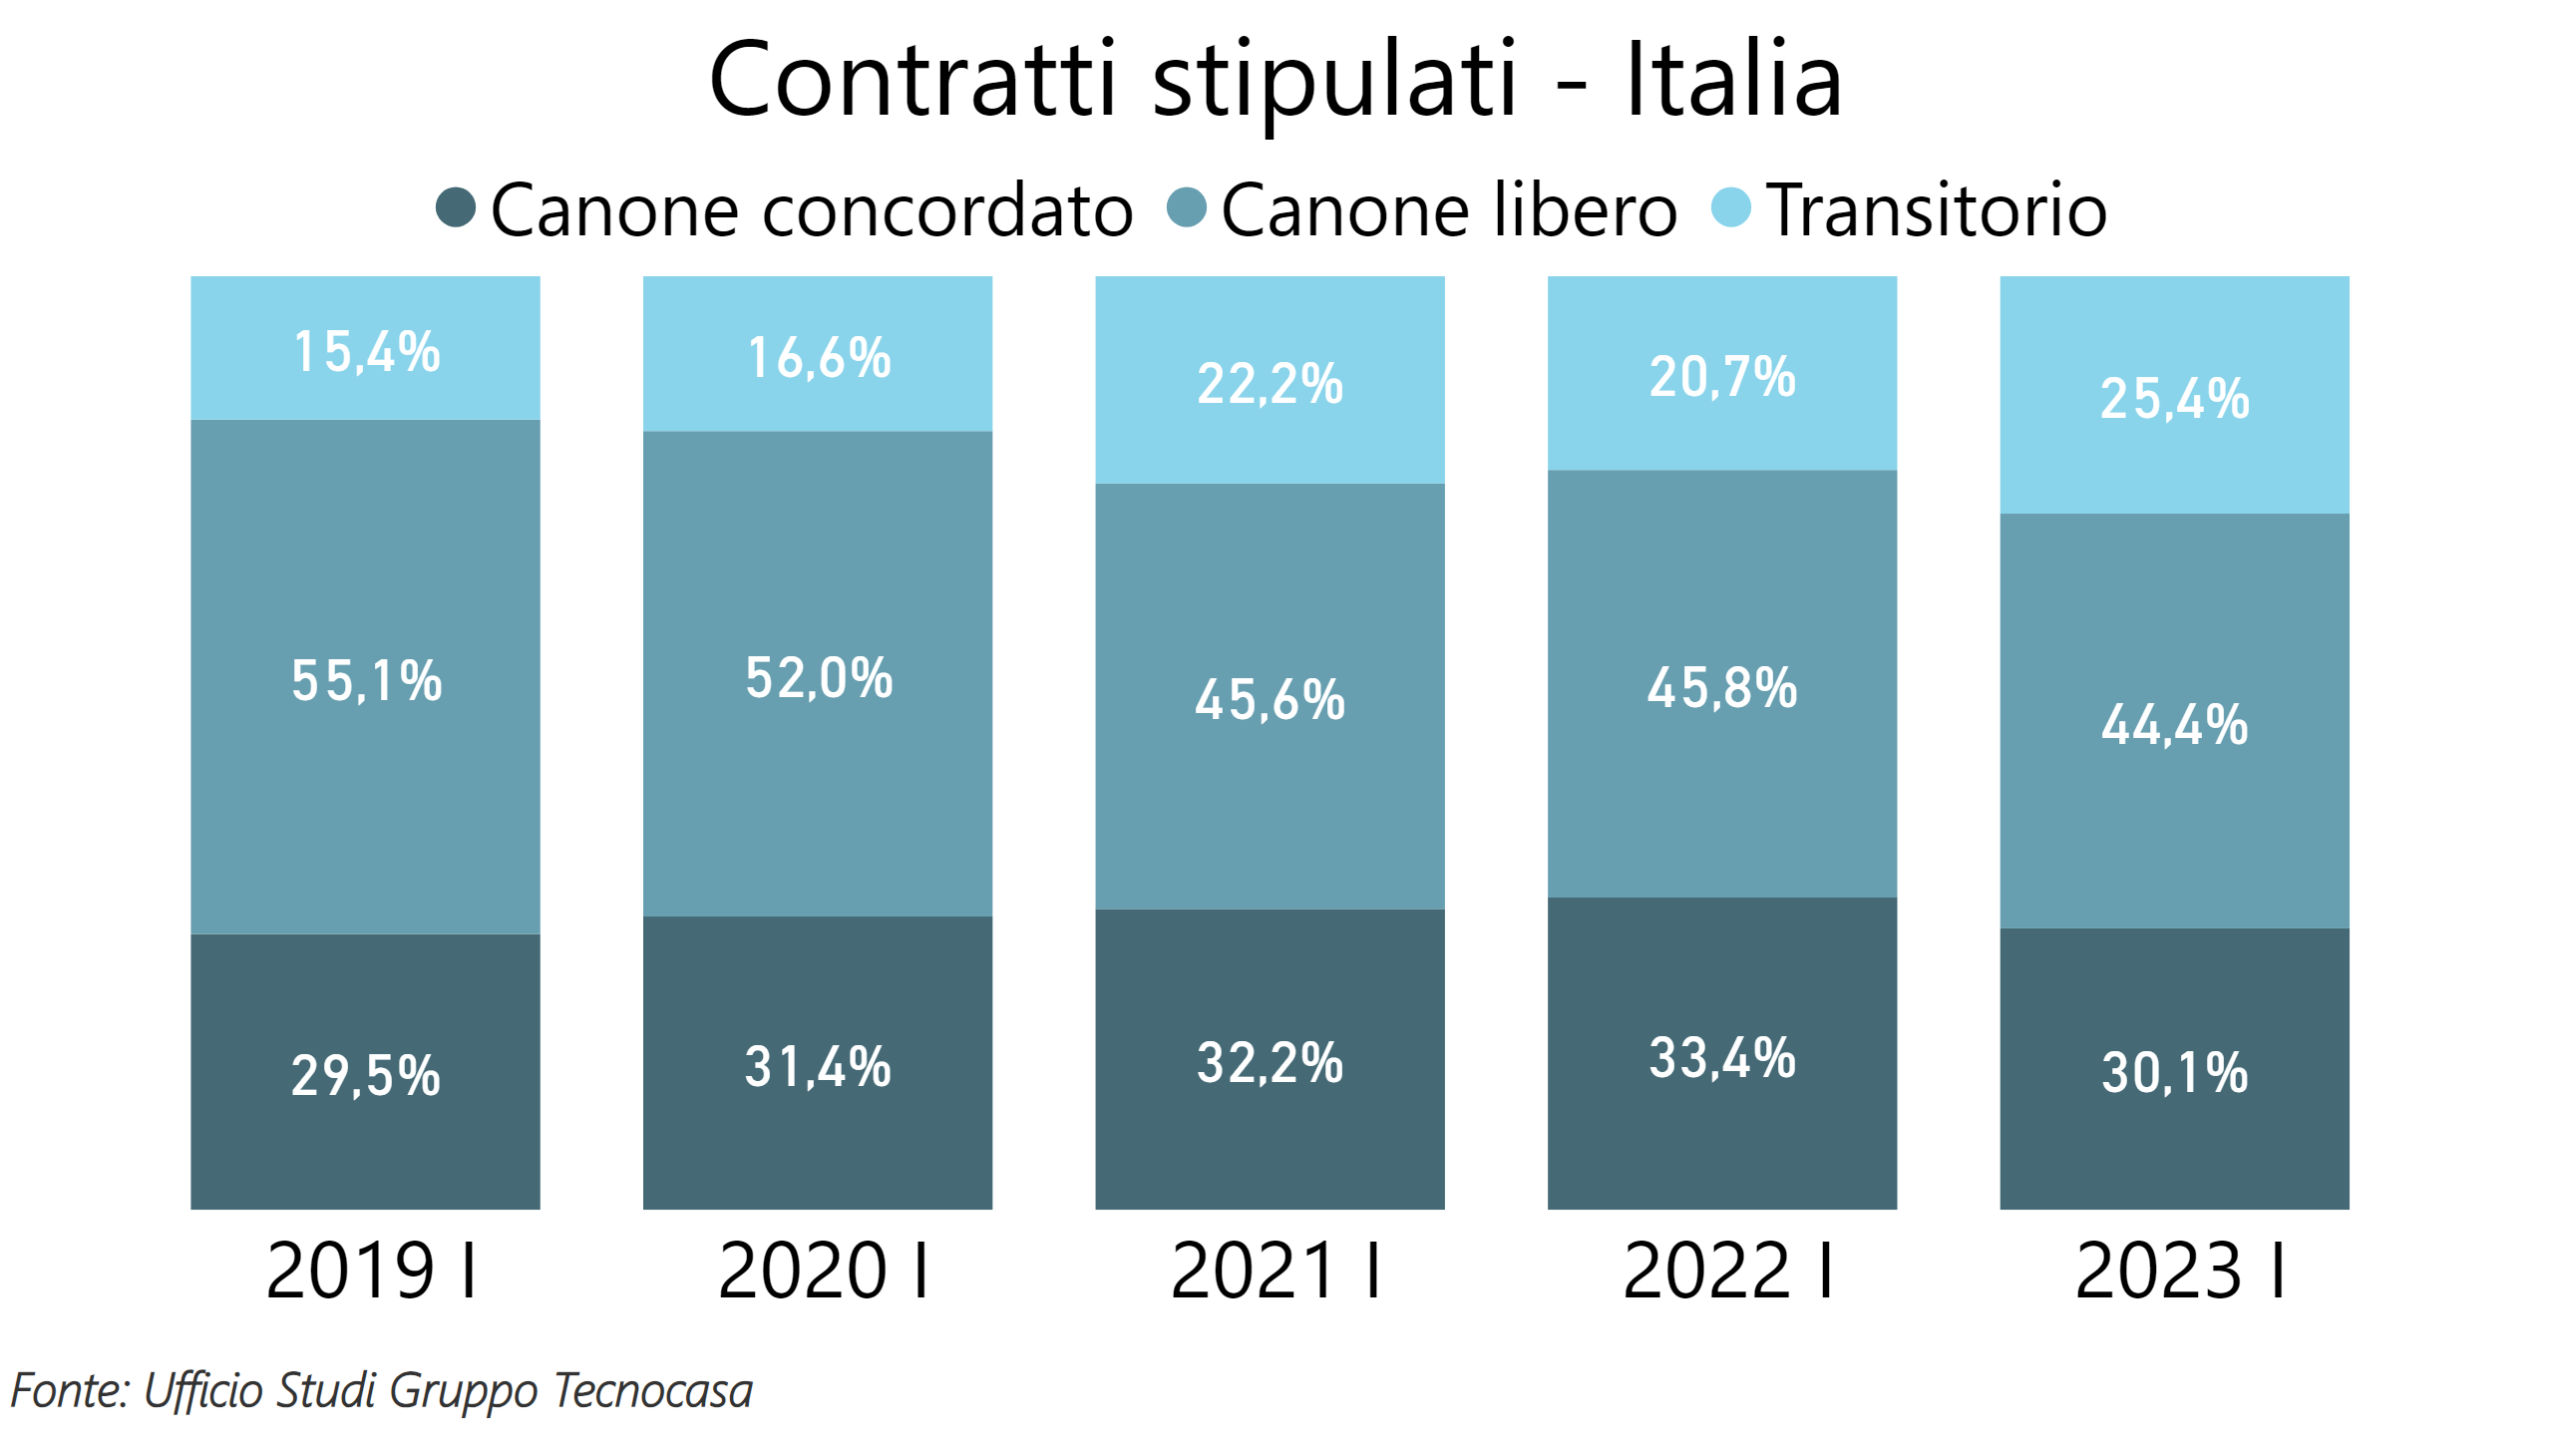 Contratti stipulati - Italia
Canone concordato Canone libero Transitorio
15,4% 16,6% 22,2% 20,7% 25,4%
55,1% 52,0% 45,6% 45,8% 44,4%
29,5% 31,4% 32,2% 33,4% 30,1%
2019 I 2020 I 2021 I 2022 I 2023 I
Fonte: Ufficio Studi Gruppo Tecnocasa